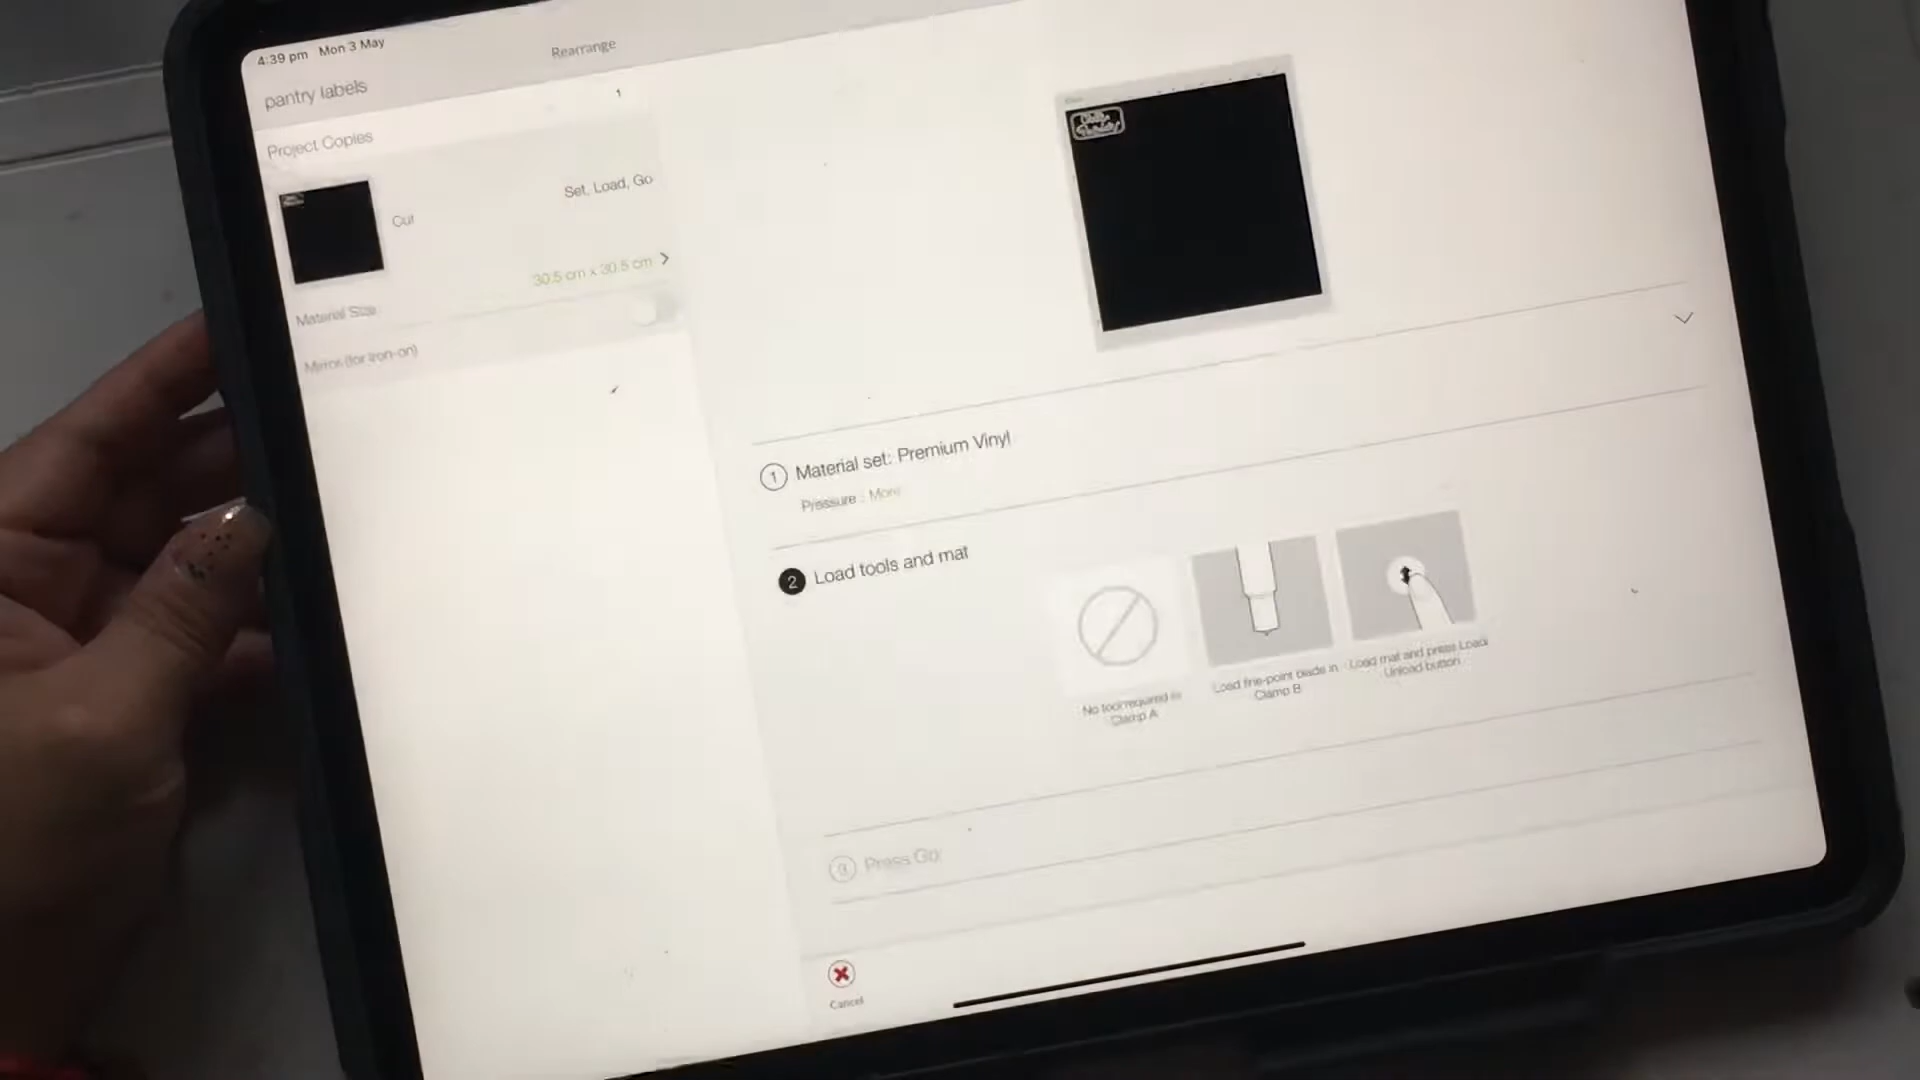 4:39 pm Mon 3 May
pantry labels
Rearrange
Project Copies
1
Set, Load, Go
Cut
30.5 cm x 30.5 cm
Material Size
Mirror (for iron-on)
1 Material set: Premium Vinyl
Pressure : More
2 Load tools and mat
No tool required in
Clamp A
Load fine-point blade in
Clamp B
Load mat and press Load/
Unload button
3 Press Go
Cancel